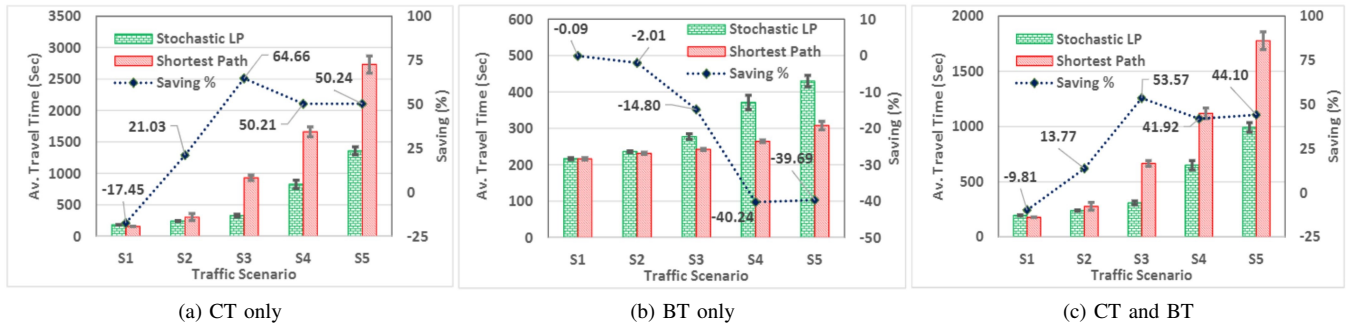 3500
3000
2500
2000
1500
1000
500
0
Av. Travel Time (Sec)
Stochastic LP
Shortest Path
Saving %
-17.45
21.03
64.66
50.21
50.24
100
75
50
25
0
-25
Saving (%)
S1 S2 S3 S4 S5
Traffic Scenario
(a) CT only
600
500
400
300
200
100
0
Av. Travel Time (Sec)
Stochastic LP
Shortest Path
Saving %
-0.09
-2.01
-14.80
-40.24
-39.69
10
0
-10
-20
-30
-40
-50
Saving (%)
S1 S2 S3 S4 S5
Traffic Scenario
(b) BT only
2000
1500
1000
500
0
Av. Travel Time (Sec)
Stochastic LP
Shortest Path
Saving %
-9.81
13.77
53.57
41.92
44.10
100
75
50
25
0
-25
Saving (%)
S1 S2 S3 S4 S5
Traffic Scenario
(c) CT and BT